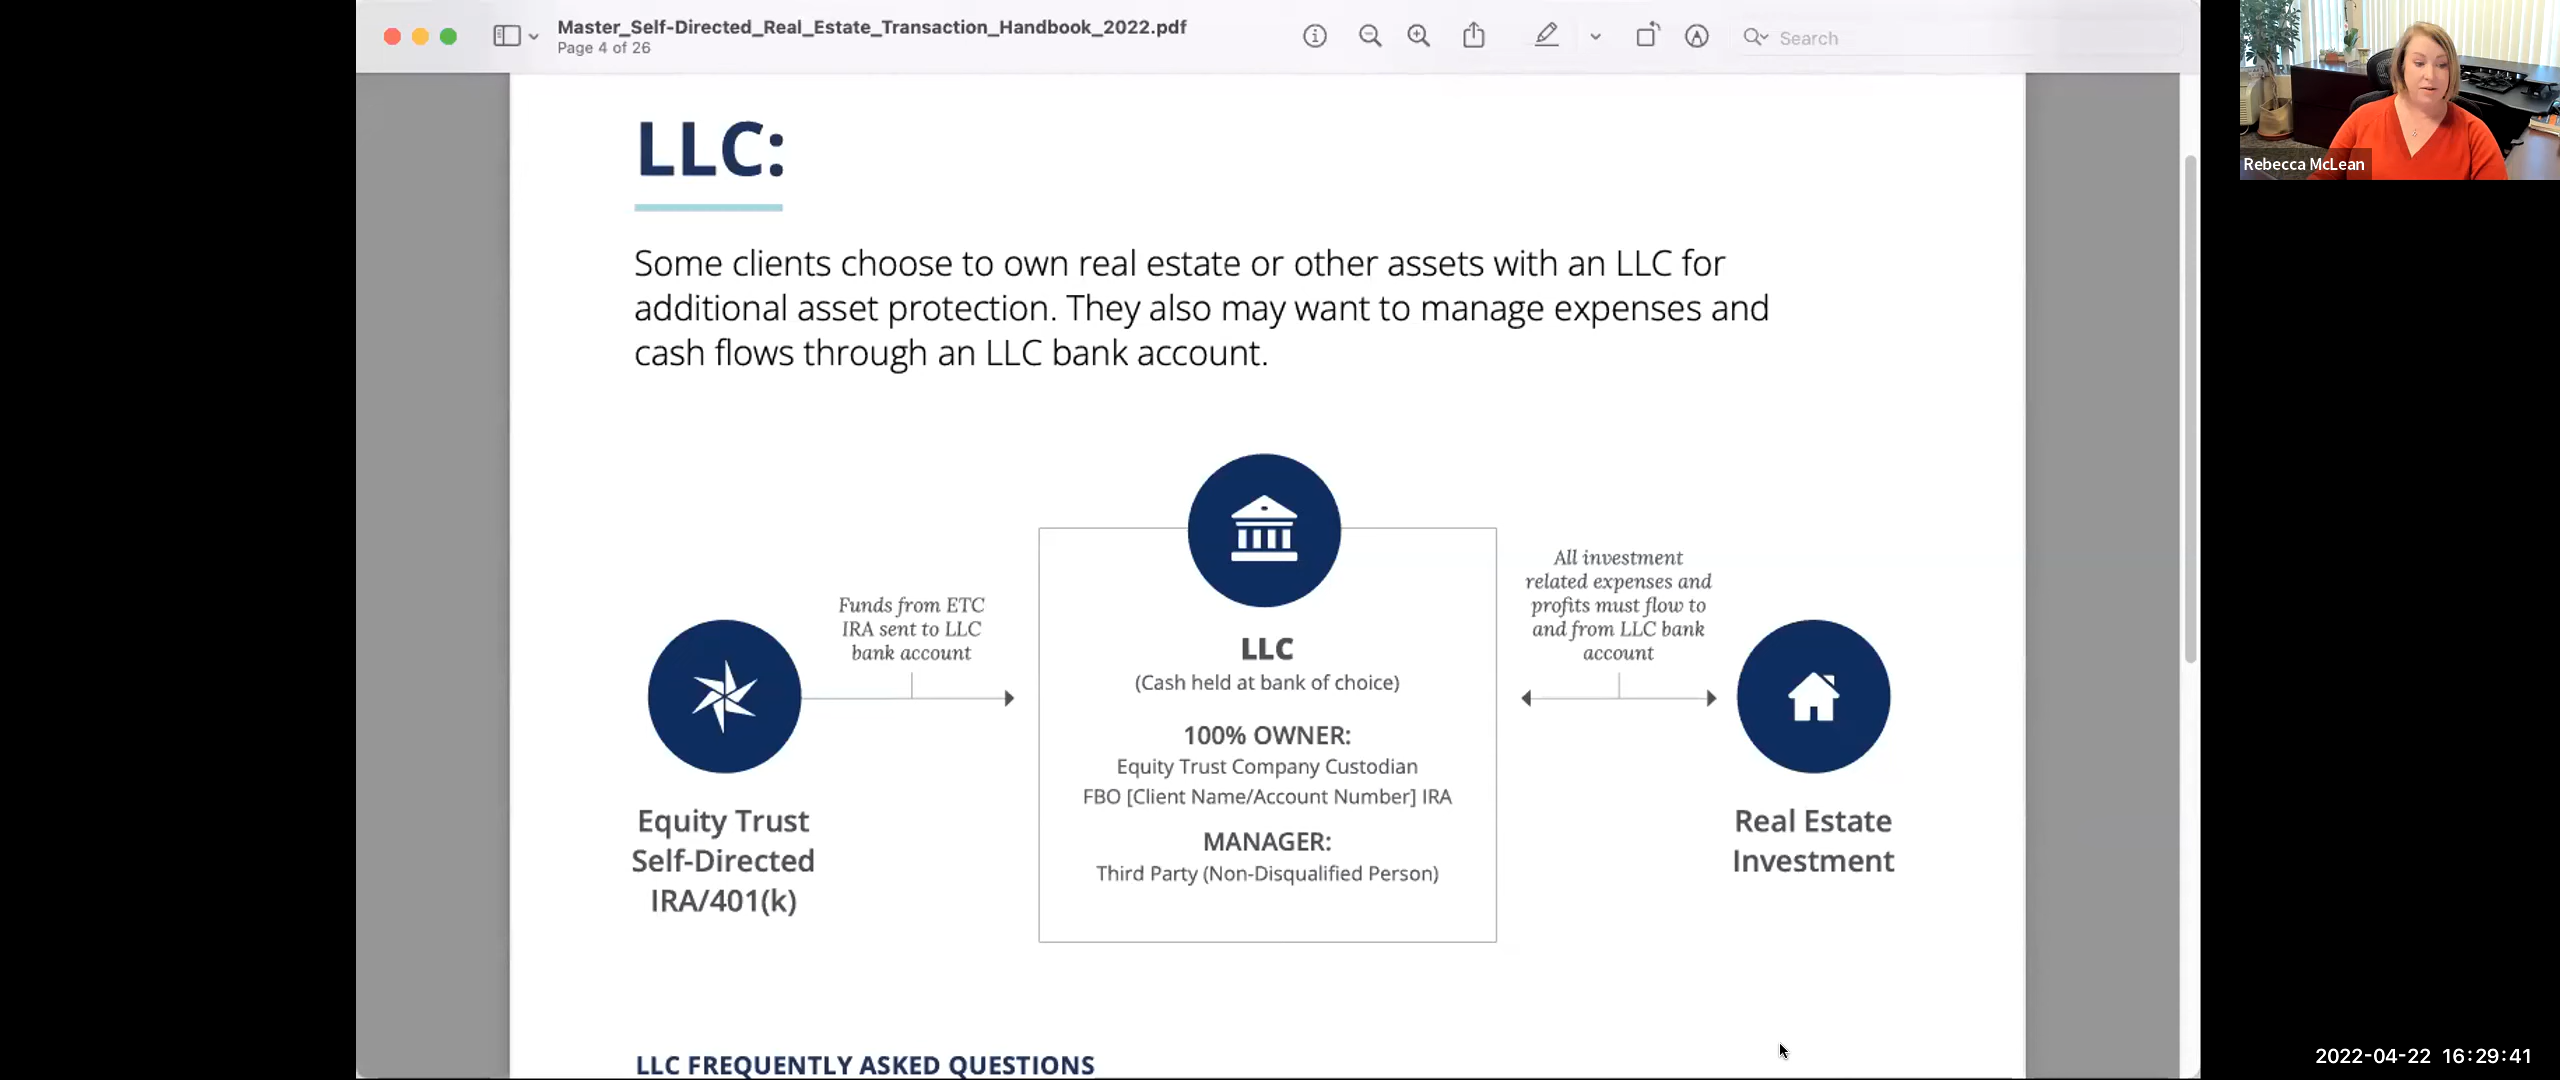 Master_Self-Directed_Real_Estate_Transaction_Handbook_2022.pdf
Page 4 of 26
Search
Rebecca McLean
LLC:
Some clients choose to own real estate or other assets with an LLC for
additional asset protection. They also may want to manage expenses and
cash flows through an LLC bank account.
Funds from ETC
IRA sent to LLC
bank account
Equity Trust
Self-Directed
IRA/401(k)
LLC
(Cash held at bank of choice)
100% OWNER:
Equity Trust Company Custodian
FBO [Client Name/Account Number] IRA
MANAGER:
Third Party (Non-Disqualified Person)
All investment
related expenses and
profits must flow to
and from LLC bank
account
Real Estate
Investment
LLC FREQUENTLY ASKED QUESTIONS
2022-04-22 16:29:41